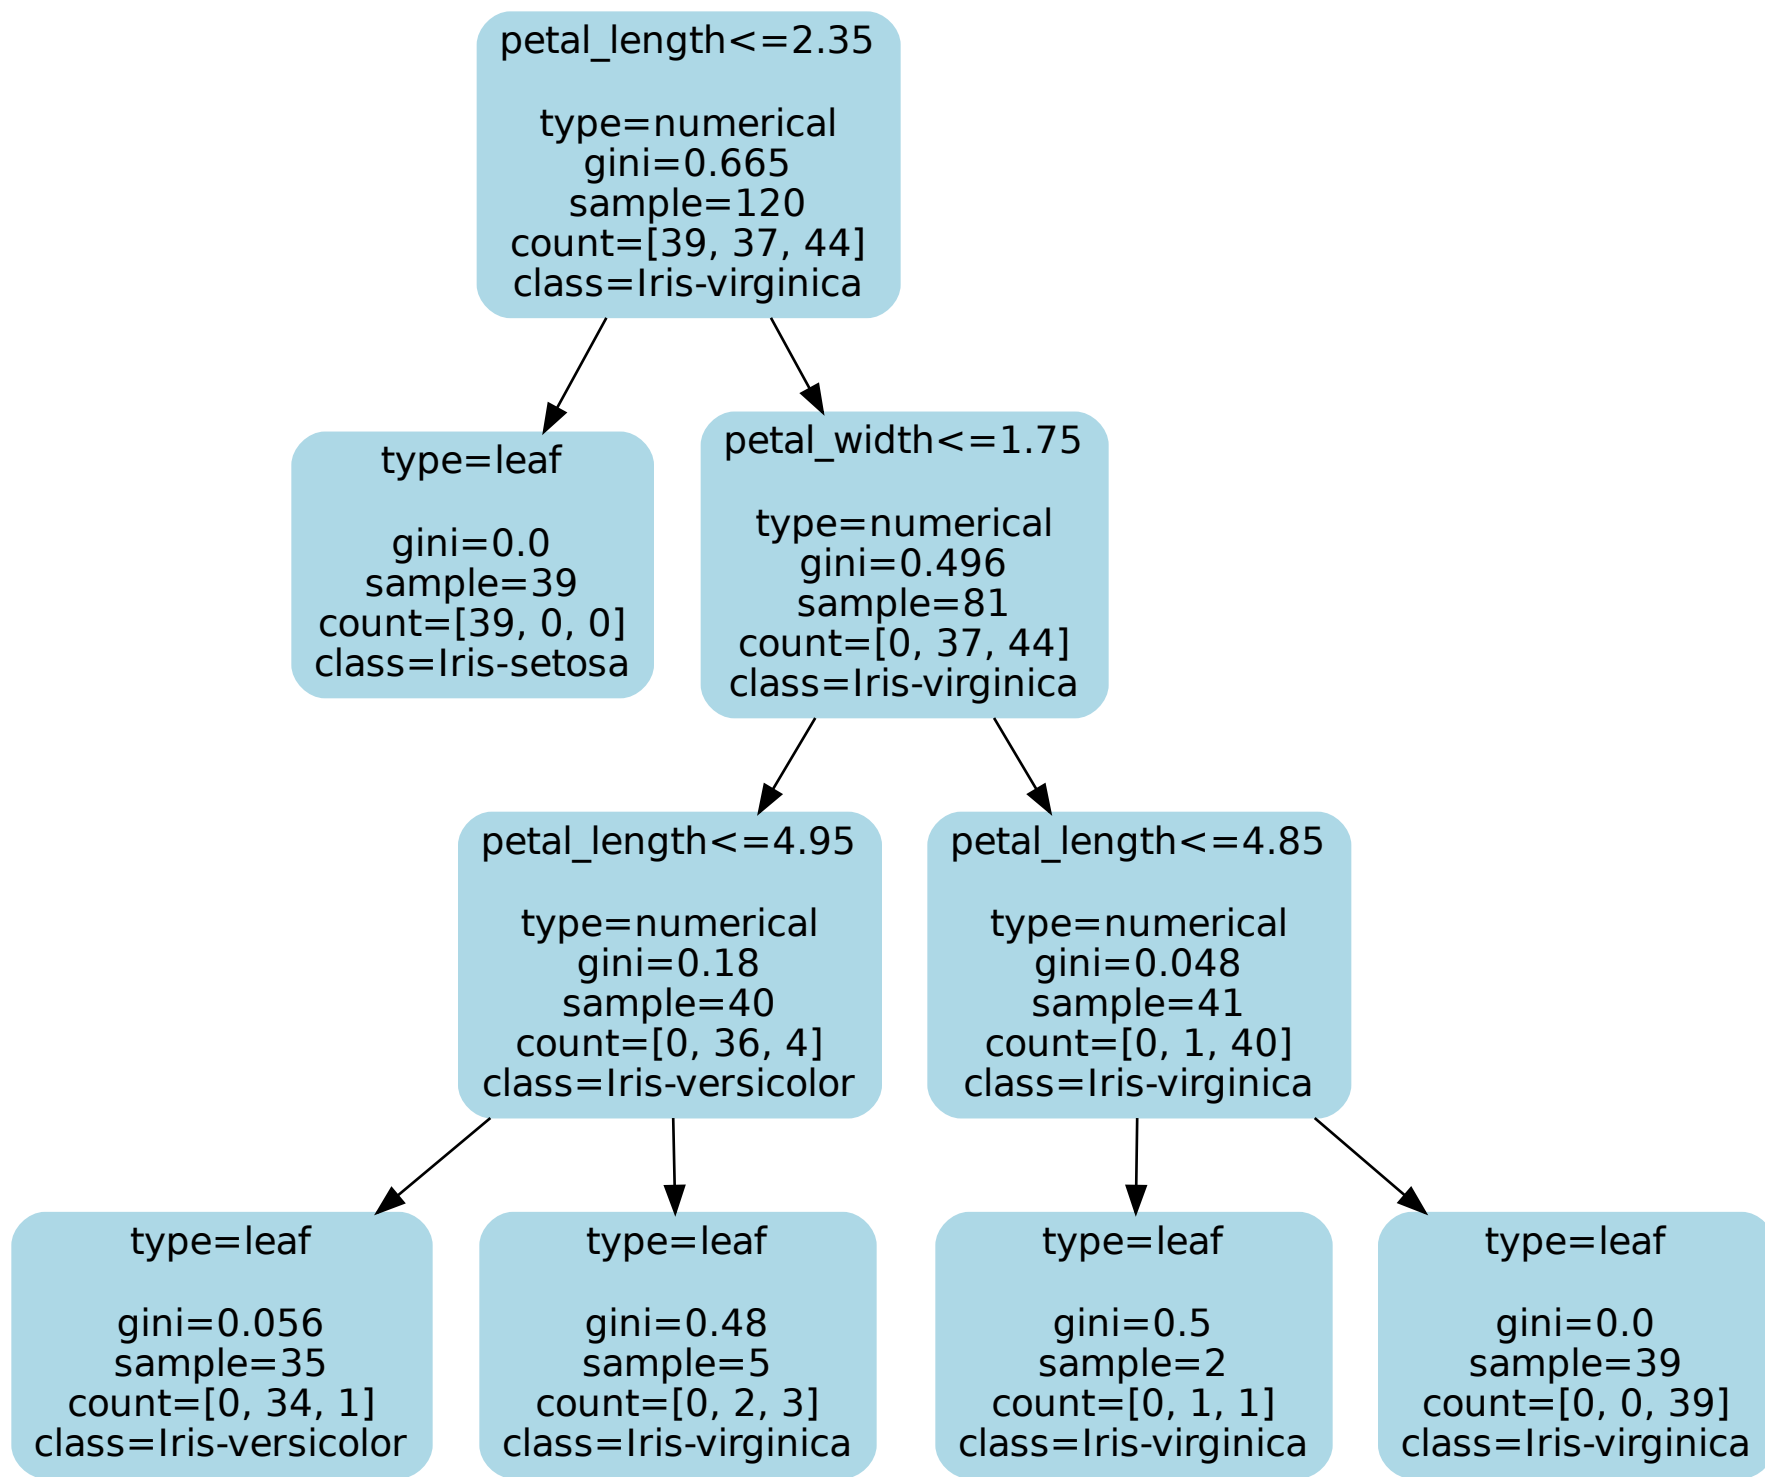 petal_length<=2.35
type=numerical
gini=0.665
sample=120
count=[39, 37, 44]
class=Iris-virginica
type=leaf
gini=0.0
sample=39
count=[39, 0, 0]
class=Iris-setosa
petal_width<=1.75
type=numerical
gini=0.496
sample=81
count=[0, 37, 44]
class=Iris-virginica
petal_length<=4.95
type=numerical
gini=0.18
sample=40
count=[0, 36, 4]
class=Iris-versicolor
petal_length<=4.85
type=numerical
gini=0.048
sample=41
count=[0, 1, 40]
class=Iris-virginica
type=leaf
gini=0.056
sample=35
count=[0, 34, 1]
class=Iris-versicolor
type=leaf
gini=0.48
sample=5
count=[0, 2, 3]
class=Iris-virginica
type=leaf
gini=0.5
sample=2
count=[0, 1, 1]
class=Iris-virginica
type=leaf
gini=0.0
sample=39
count=[0, 0, 39]
class=Iris-virginica